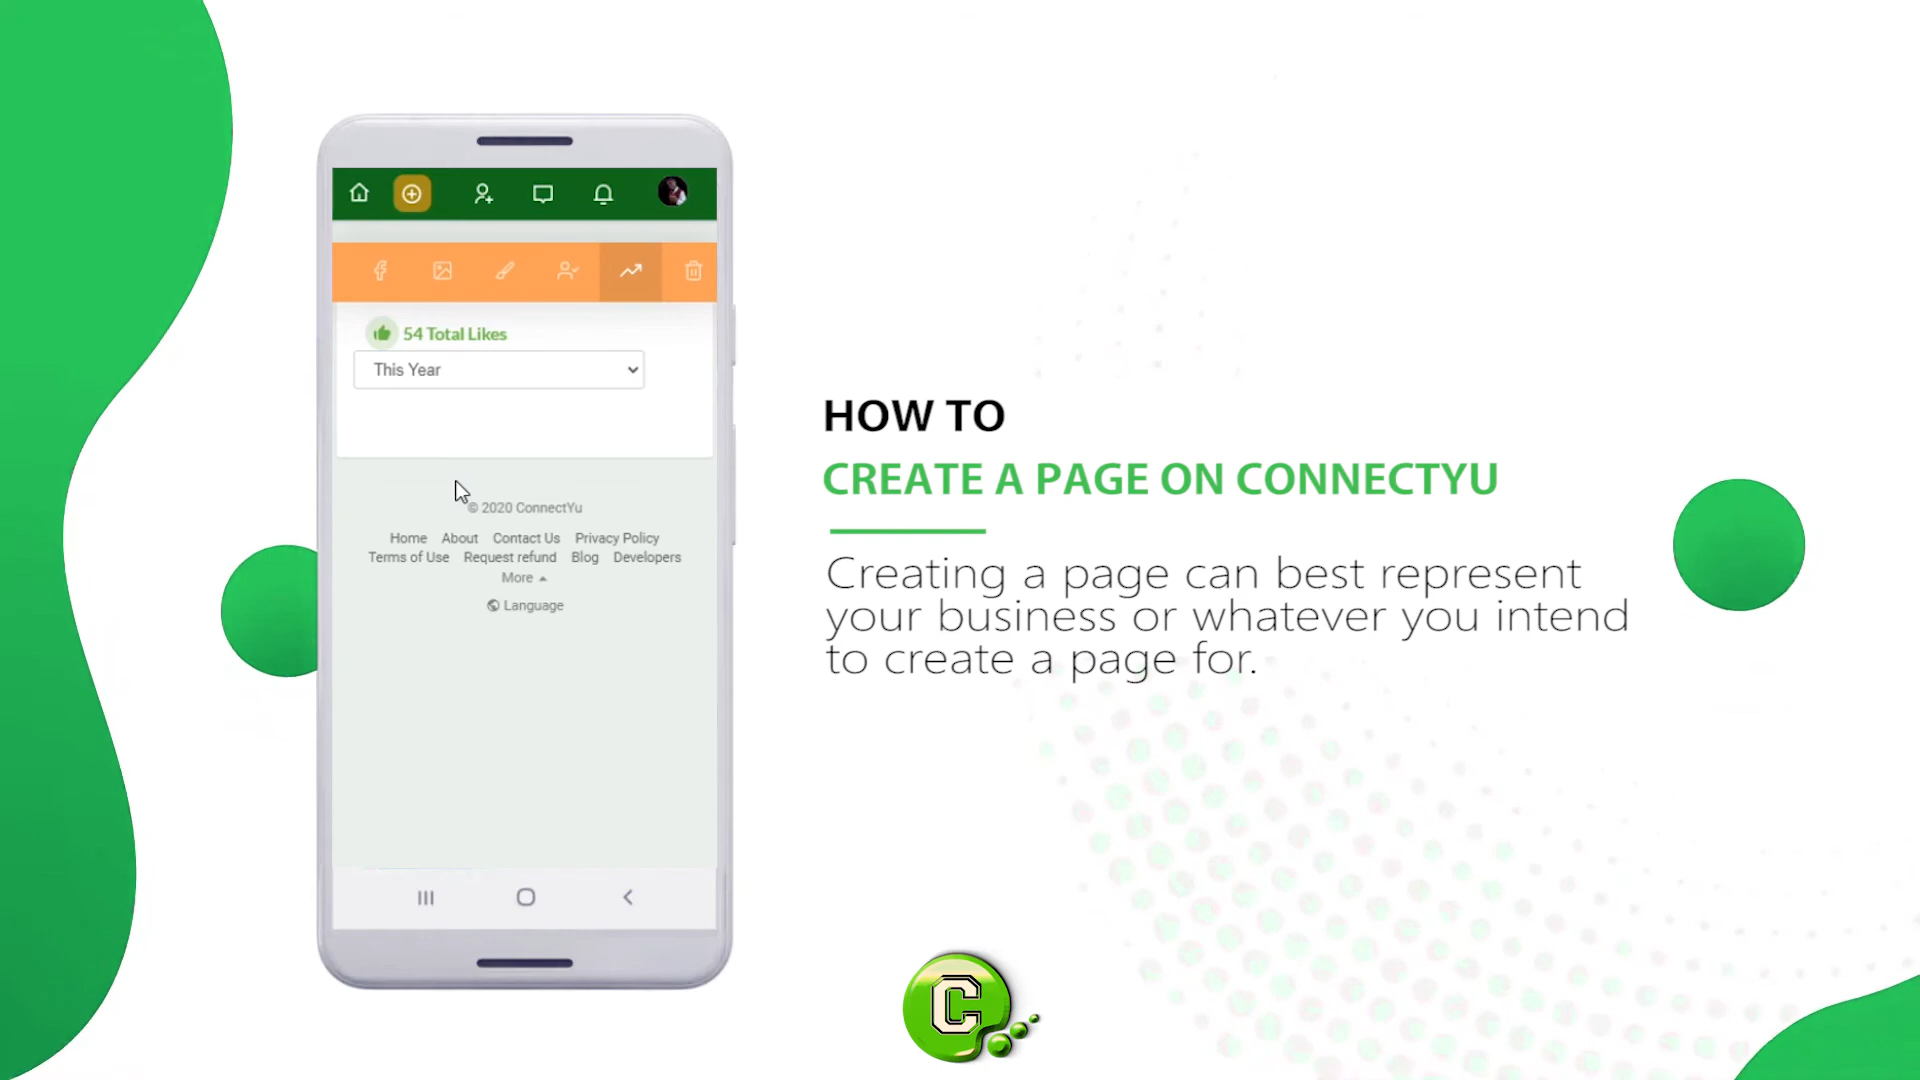 54 Total Likes
This Year
© 2020 ConnectYu
Home About Contact Us Privacy Policy
Terms of Use Request refund Blog Developers
More
Language
HOW TO
CREATE A PAGE ON CONNECTYU
Creating a page can best represent
your business or whatever you intend
to create a page for.
C